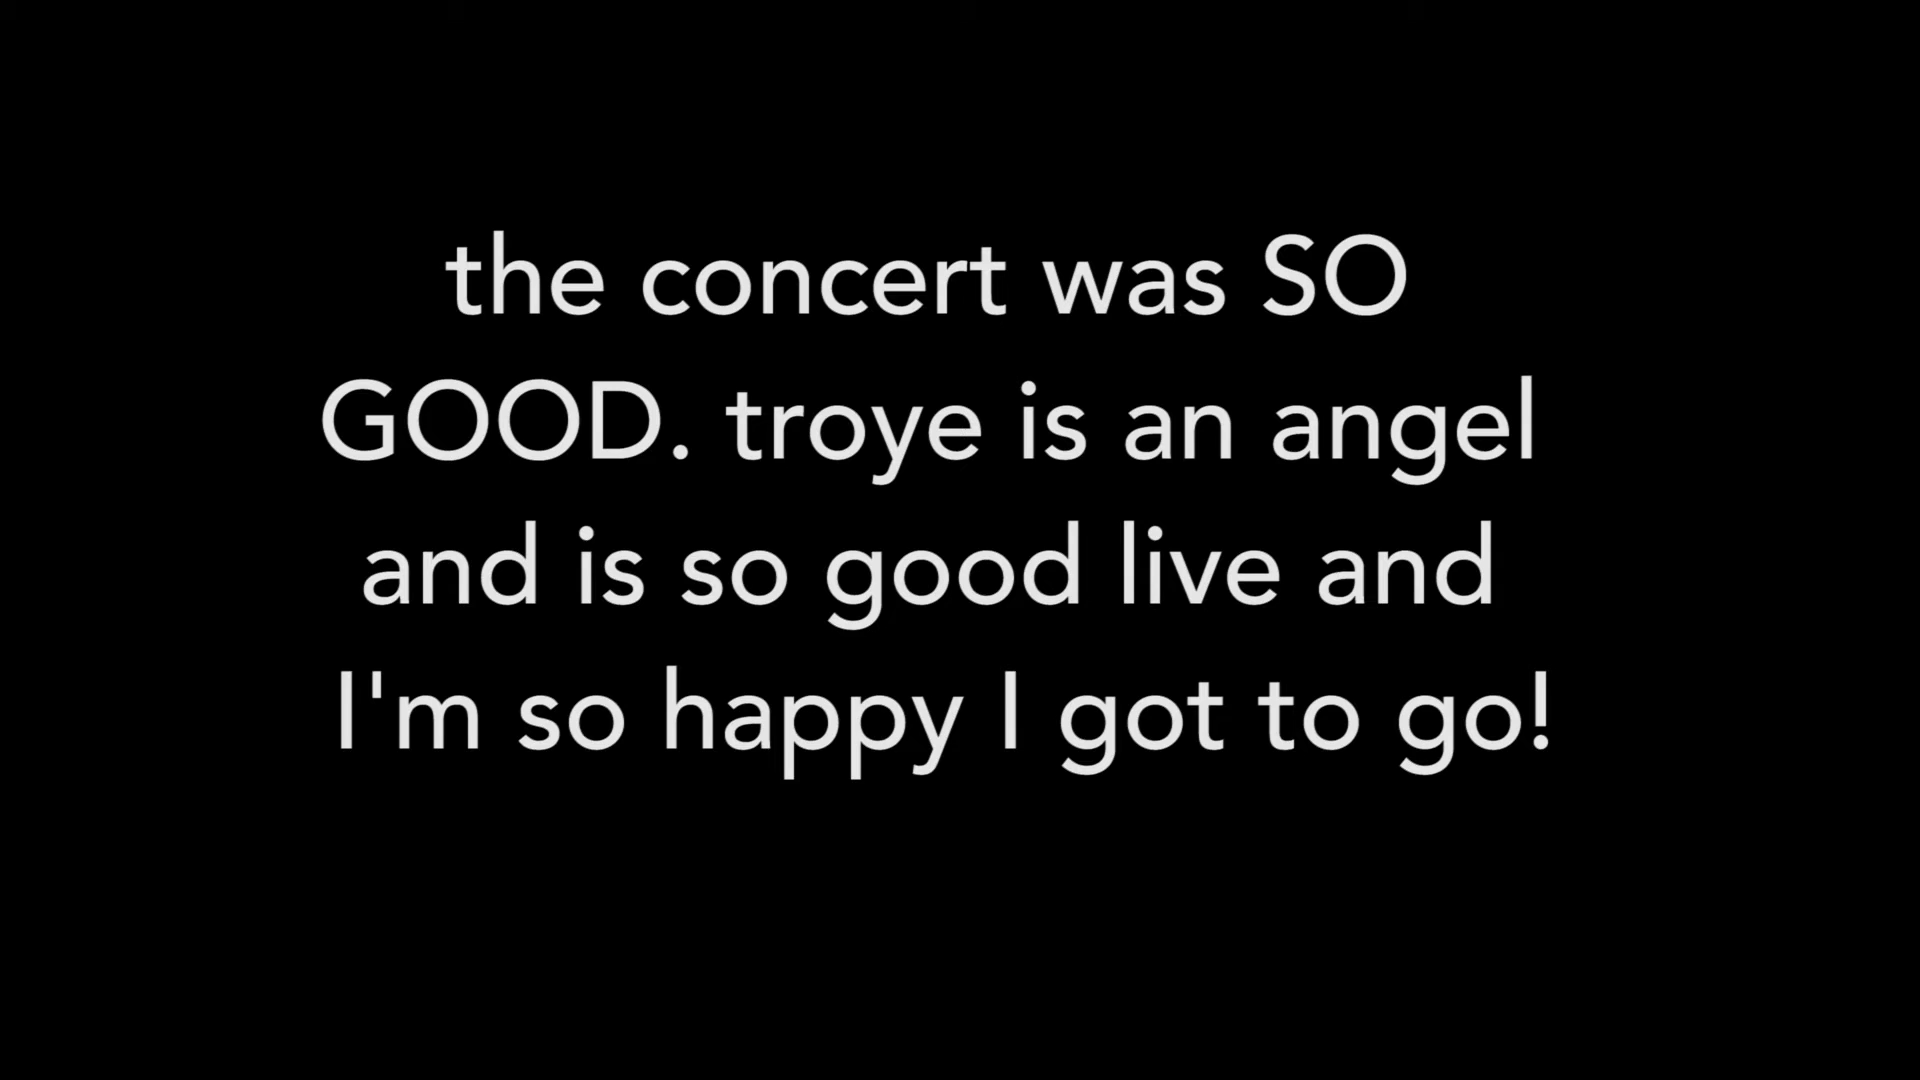 the concert was SO
GOOD. troye is an angel
and is so good live and
I'm so happy I got to go!